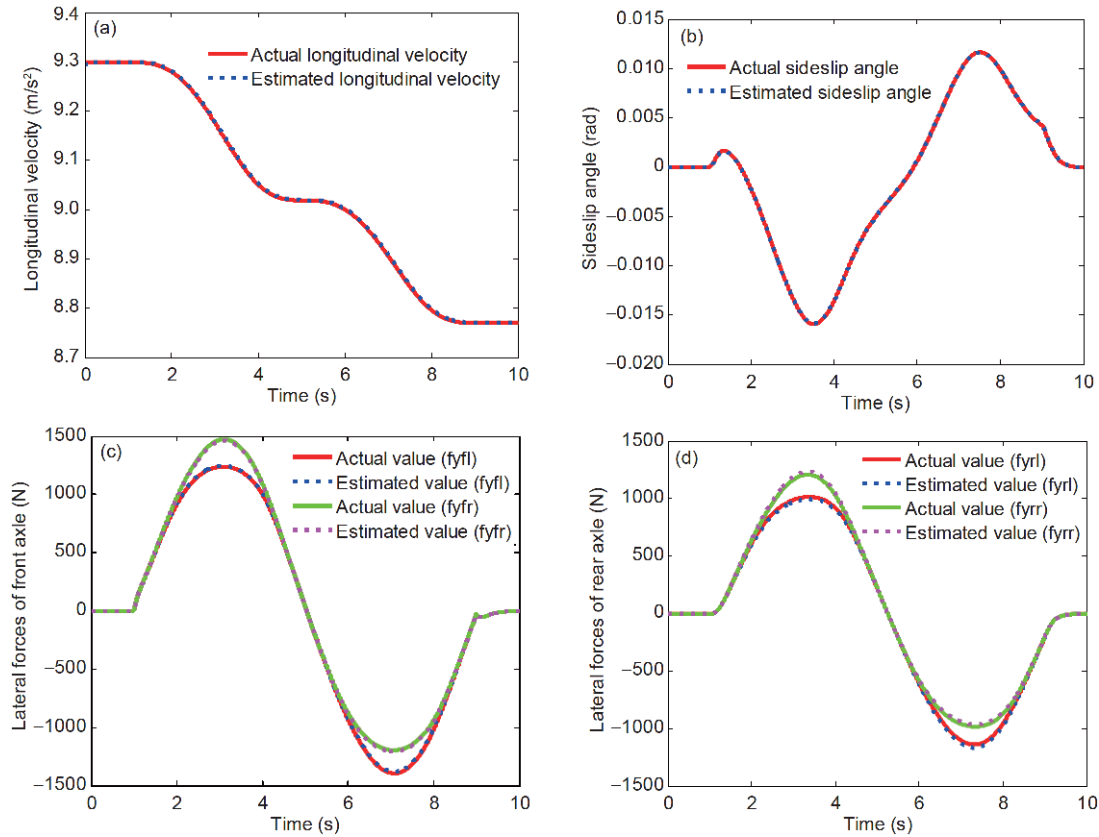 (a)
9.4
9.3
9.2
9.1
9.0
8.9
8.8
8.7
Longitudinal velocity (m/s²)
Actual longitudinal velocity
Estimated longitudinal velocity
0 2 4 6 8 10
Time (s)
(b)
0.015
0.010
0.005
0
−0.005
−0.010
−0.015
−0.020
Sideslip angle (rad)
Actual sideslip angle
Estimated sideslip angle
0 2 4 6 8 10
Time (s)
(c)
1500
1000
500
0
−500
−1000
−1500
Lateral forces of front axle (N)
Actual value (fyfl)
Estimated value (fyfl)
Actual value (fyfr)
Estimated value (fyfr)
0 2 4 6 8 10
Time (s)
(d)
1500
1000
500
0
−500
−1000
−1500
Lateral forces of rear axle (N)
Actual value (fyrl)
Estimated value (fyrl)
Actual value (fyrr)
Estimated value (fyrr)
0 2 4 6 8 10
Time (s)